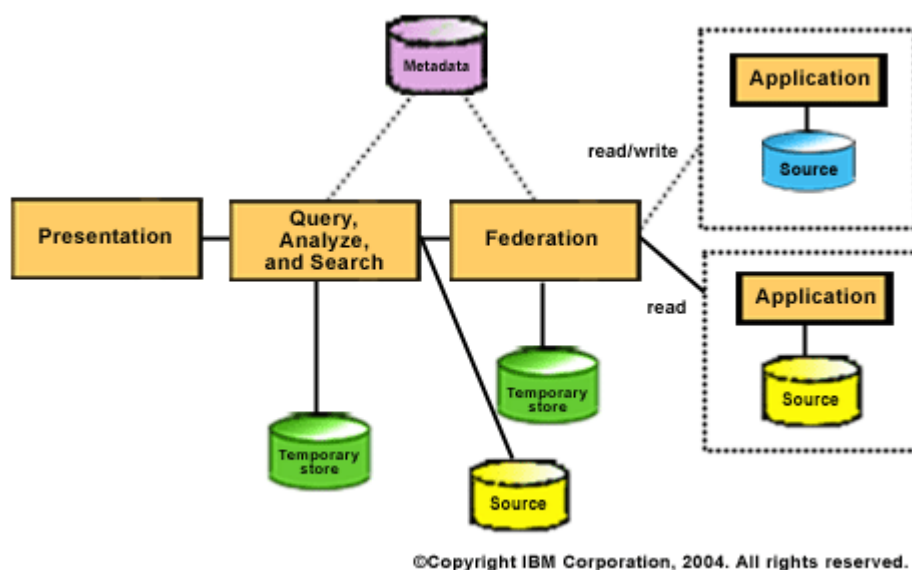 Metadata
Application
read/write
Source
Presentation
Query,
Analyze,
and Search
Federation
Application
read
Source
Temporary
store
Temporary
store
Source
©Copyright IBM Corporation, 2004. All rights reserved.